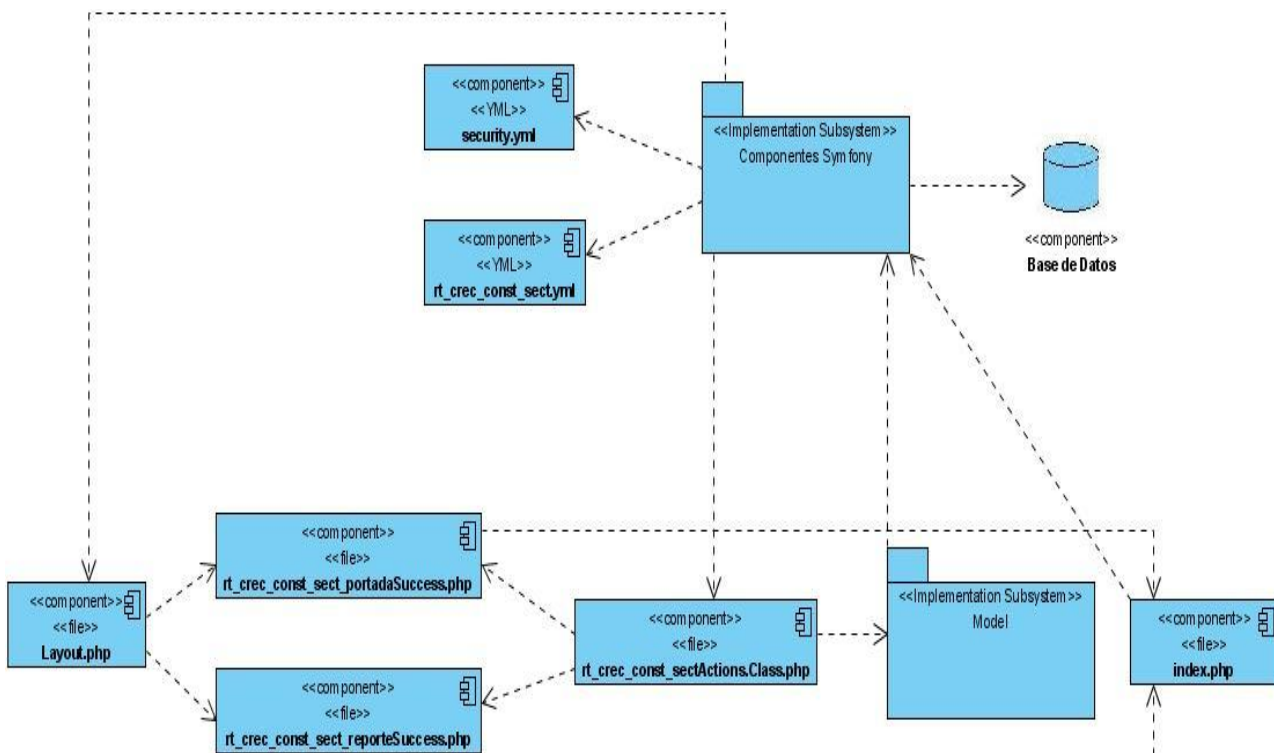 <<component>>
<<YML>>
security.yml
<<Implementation Subsystem>>
Componentes Symfony
<<component>>
<<YML>>
rt_crec_const_sect.yml
<<component>>
Base de Datos
<<component>>
<<file>>
rt_crec_const_sect_portadaSuccess.php
<<component>>
<<file>>
Layout.php
<<component>>
<<file>>
rt_crec_const_sectActions.Class.php
<<Implementation Subsystem>>
Model
<<component>>
<<file>>
index.php
<<component>>
<<file>>
rt_crec_const_sect_reporteSuccess.php